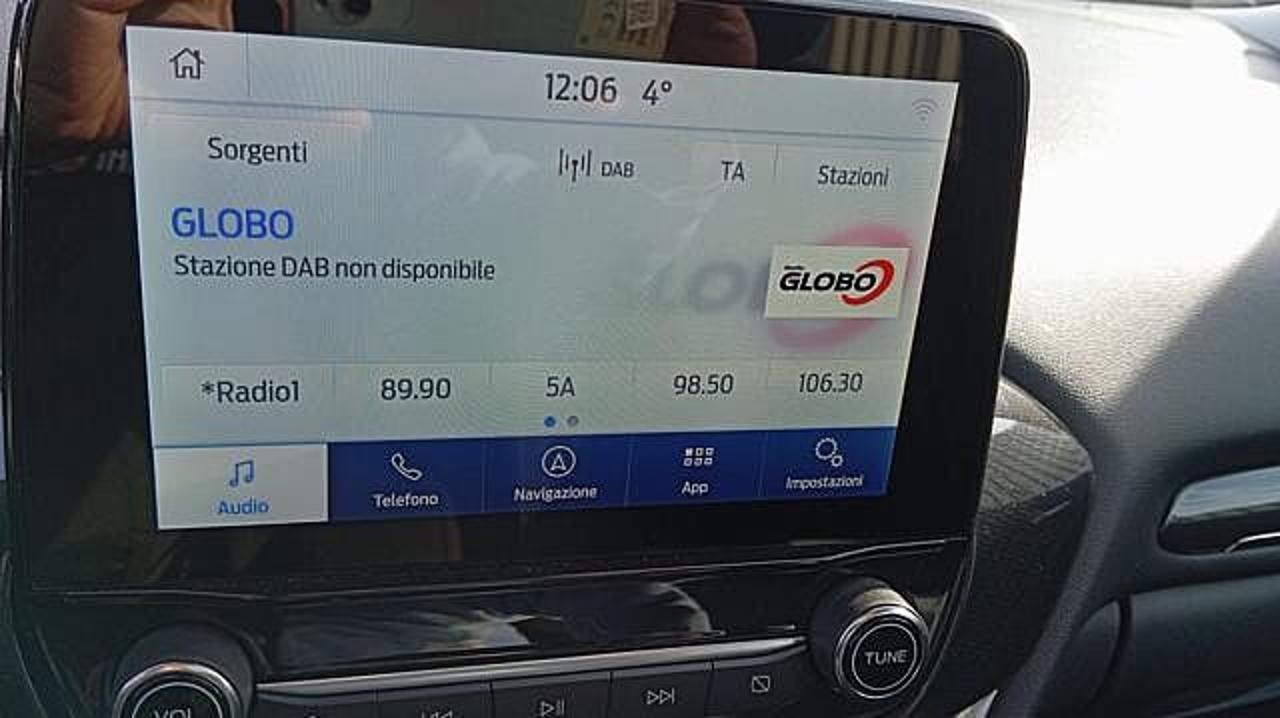 12:06 4°
Sorgenti DAB TA Stazioni
GLOBO
Stazione DAB non disponibile
GLOBO
*Radio1 89.90 5A 98.50 106.30
Audio Telefono Navigazione App Impostazioni
TUNE
VOL